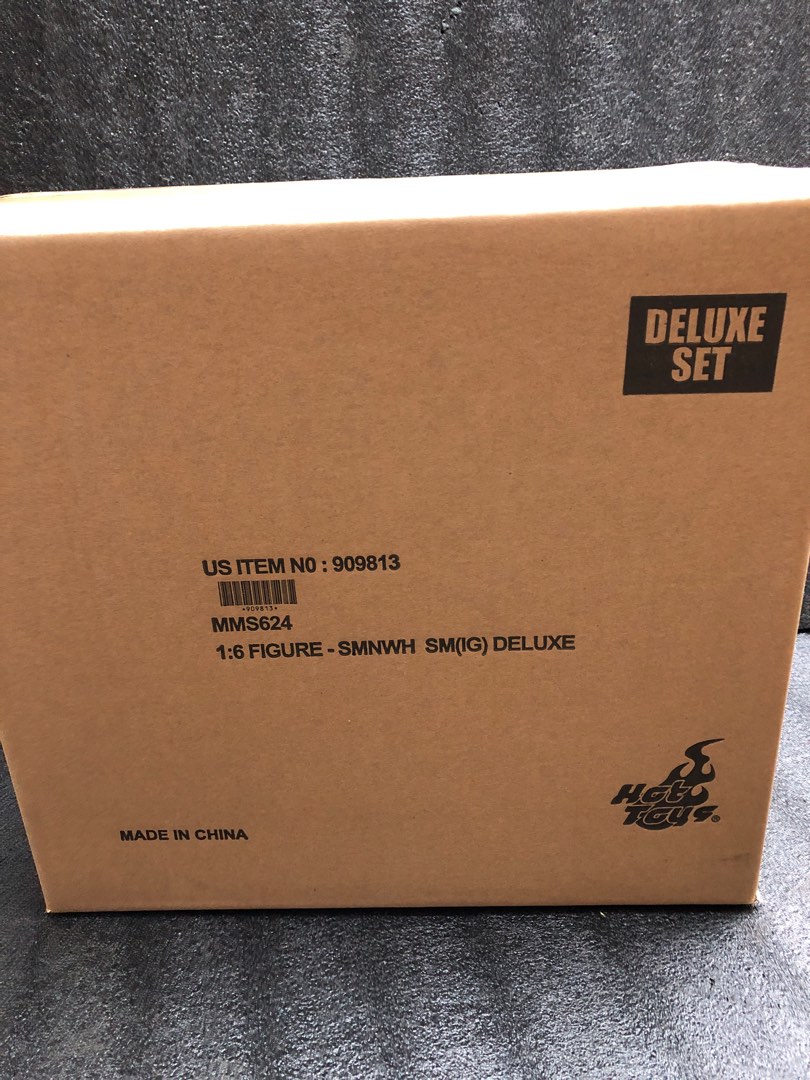 DELUXE
SET
US ITEM N0 : 909813
*909813*
MMS624
1:6 FIGURE - SMNWH SM(IG) DELUXE
Hot
Toys®
MADE IN CHINA